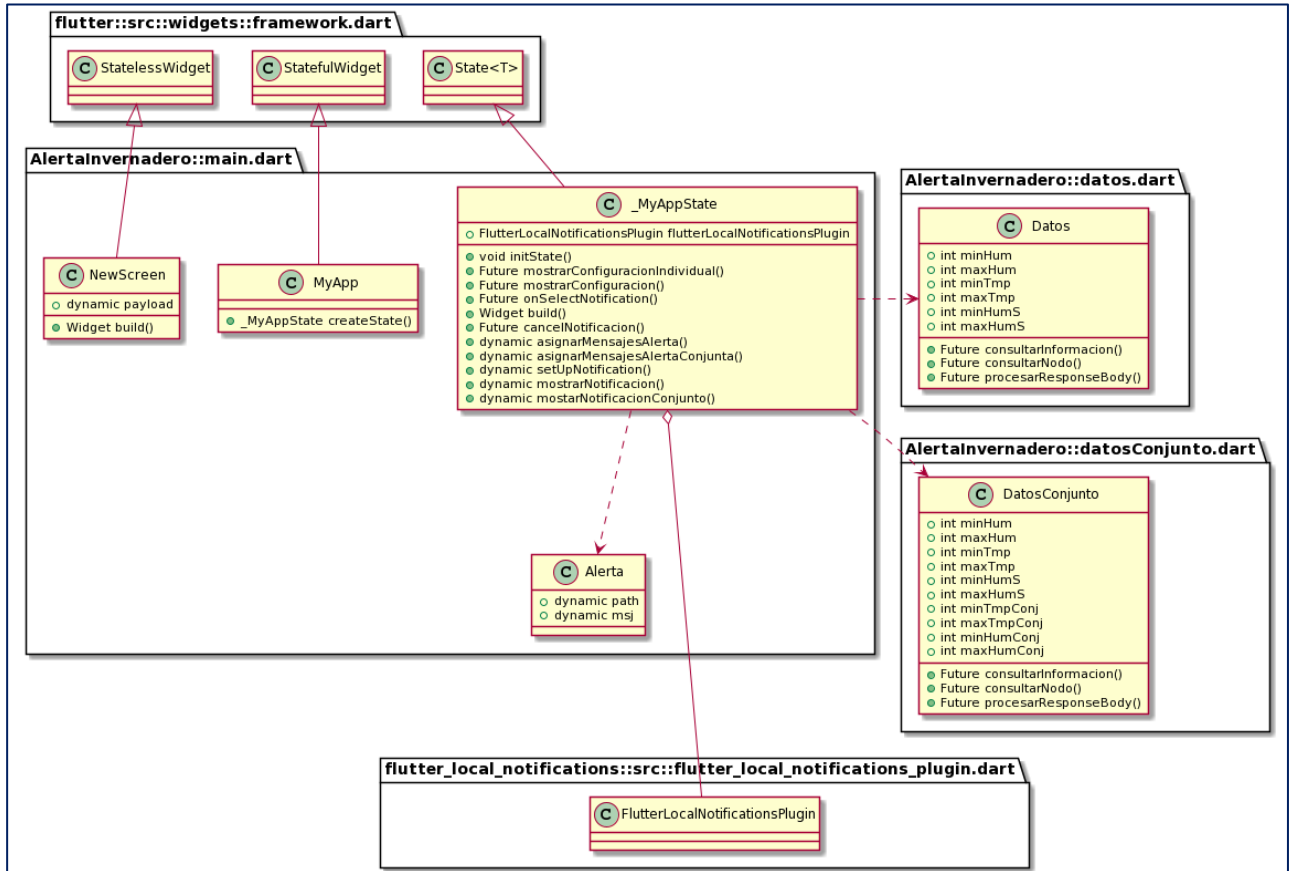 flutter::src::widgets::framework.dart
C StatelessWidget
C StatefulWidget
C State<T>
AlertaInvernadero::main.dart
C NewScreen
dynamic payload
Widget build()
C MyApp
_MyAppState createState()
C _MyAppState
FlutterLocalNotificationsPlugin flutterLocalNotificationsPlugin
void initState()
Future mostrarConfiguracionIndividual()
Future mostrarConfiguracion()
Future onSelectNotification()
Widget build()
Future cancelNotificacion()
dynamic asignarMensajesAlerta()
dynamic asignarMensajesAlertaConjunta()
dynamic setUpNotification()
dynamic mostrarNotificacion()
dynamic mostarNotificacionConjunto()
C Alerta
dynamic path
dynamic msj
AlertaInvernadero::datos.dart
C Datos
int minHum
int maxHum
int minTmp
int maxTmp
int minHumS
int maxHumS
Future consultarInformacion()
Future consultarNodo()
Future procesarResponseBody()
AlertaInvernadero::datosConjunto.dart
C DatosConjunto
int minHum
int maxHum
int minTmp
int maxTmp
int minHumS
int maxHumS
int minTmpConj
int maxTmpConj
int minHumConj
int maxHumConj
Future consultarInformacion()
Future consultarNodo()
Future procesarResponseBody()
flutter_local_notifications::src::flutter_local_notifications_plugin.dart
C FlutterLocalNotificationsPlugin